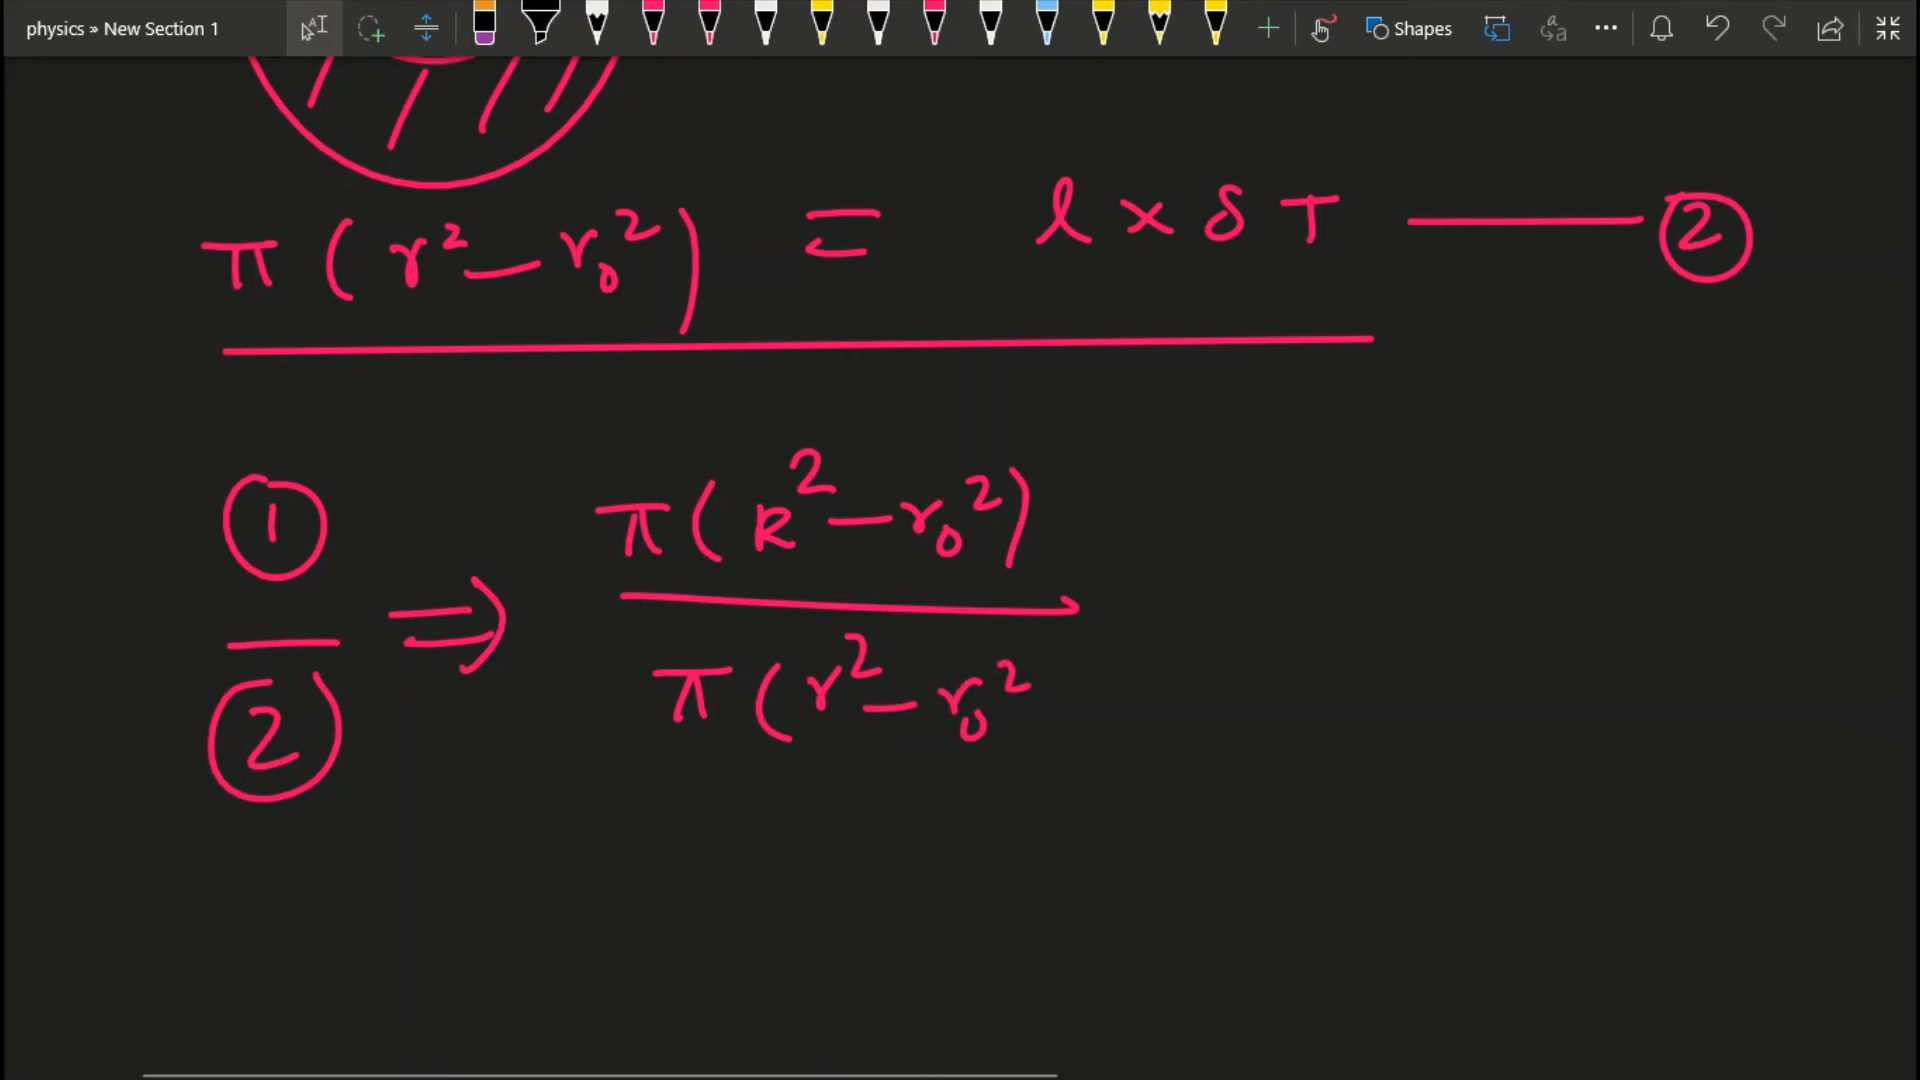 physics » New Section 1
Shapes
π ( r² — r₀² ) = l × δ T ——— ②
① / ② ⇒ π ( R² — r₀² ) / π ( r² — r₀²